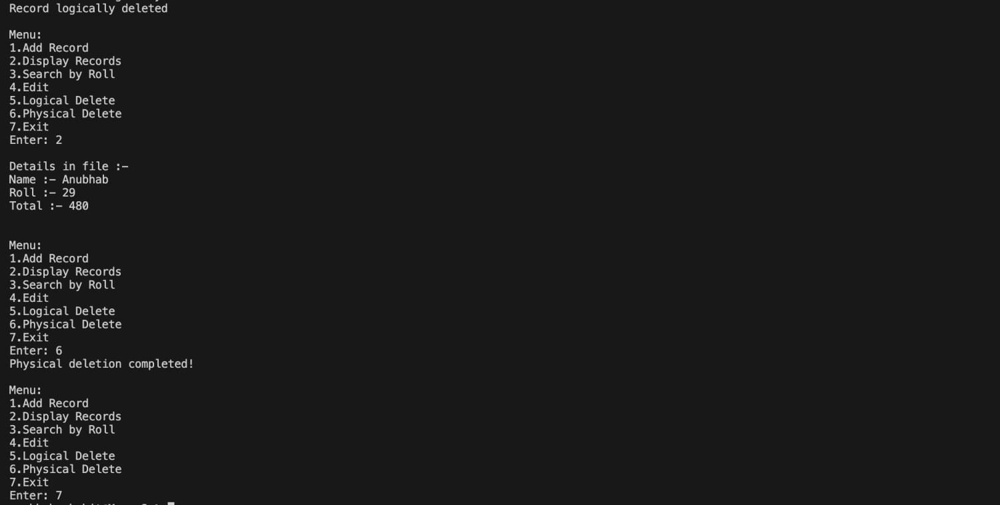 Record logically deleted
Menu:
1.Add Record
2.Display Records
3.Search by Roll
4.Edit
5.Logical Delete
6.Physical Delete
7.Exit
Enter: 2
Details in file :-
Name :- Anubhab
Roll :- 29
Total :- 480
Menu:
1.Add Record
2.Display Records
3.Search by Roll
4.Edit
5.Logical Delete
6.Physical Delete
7.Exit
Enter: 6
Physical deletion completed!
Menu:
1.Add Record
2.Display Records
3.Search by Roll
4.Edit
5.Logical Delete
6.Physical Delete
7.Exit
Enter: 7